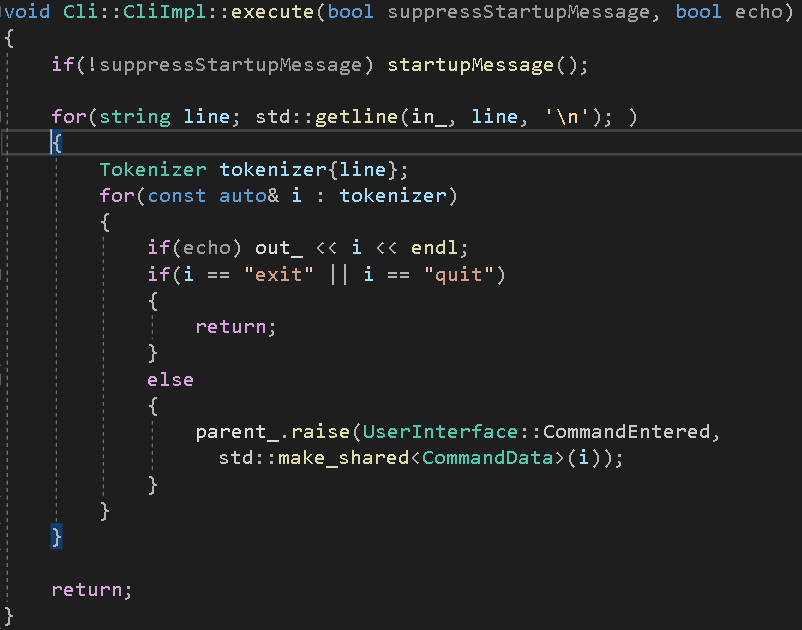 void Cli::CliImpl::execute(bool suppressStartupMessage, bool echo)
{
    if(!suppressStartupMessage) startupMessage();

    for(string line; std::getline(in_, line, '\n'); )
    {
        Tokenizer tokenizer{line};
        for(const auto& i : tokenizer)
        {
            if(echo) out_ << i << endl;
            if(i == "exit" || i == "quit")
            {
                return;
            }
            else
            {
                parent_.raise(UserInterface::CommandEntered,
                  std::make_shared<CommandData>(i));
            }
        }
    }

    return;
}